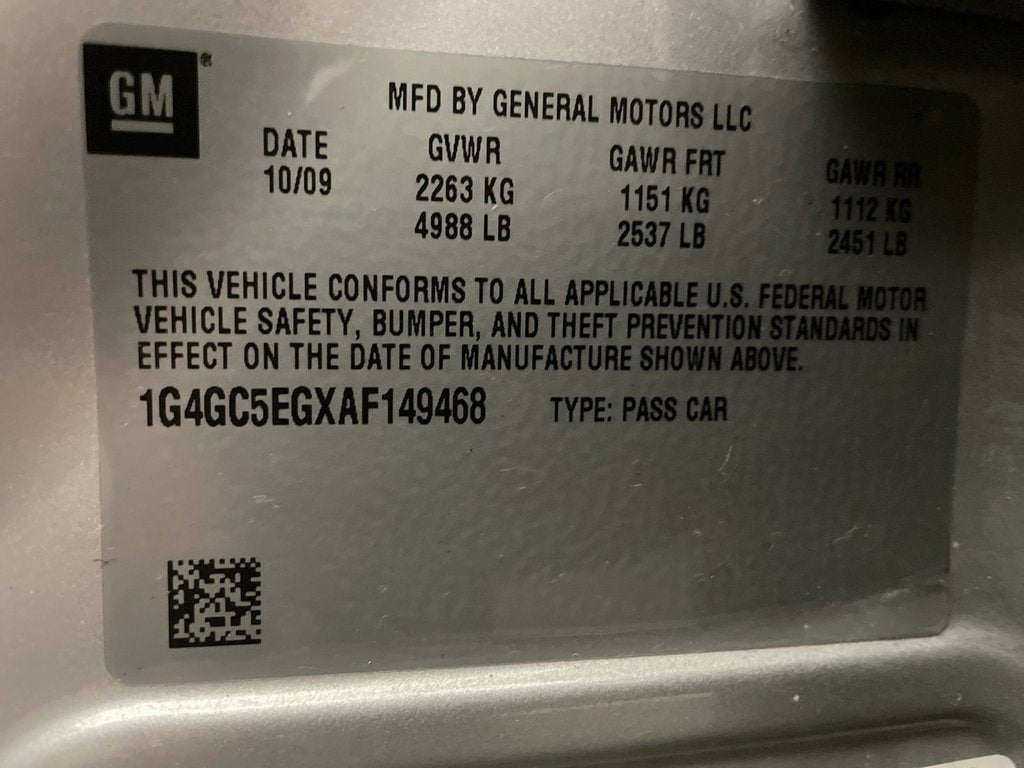 GM®
MFD BY GENERAL MOTORS LLC
DATE GVWR GAWR FRT GAWR RR
10/09 2263 KG 1151 KG 1112 KG
4988 LB 2537 LB 2451 LB
THIS VEHICLE CONFORMS TO ALL APPLICABLE U.S. FEDERAL MOTOR
VEHICLE SAFETY, BUMPER, AND THEFT PREVENTION STANDARDS IN
EFFECT ON THE DATE OF MANUFACTURE SHOWN ABOVE.
1G4GC5EGXAF149468 TYPE: PASS CAR